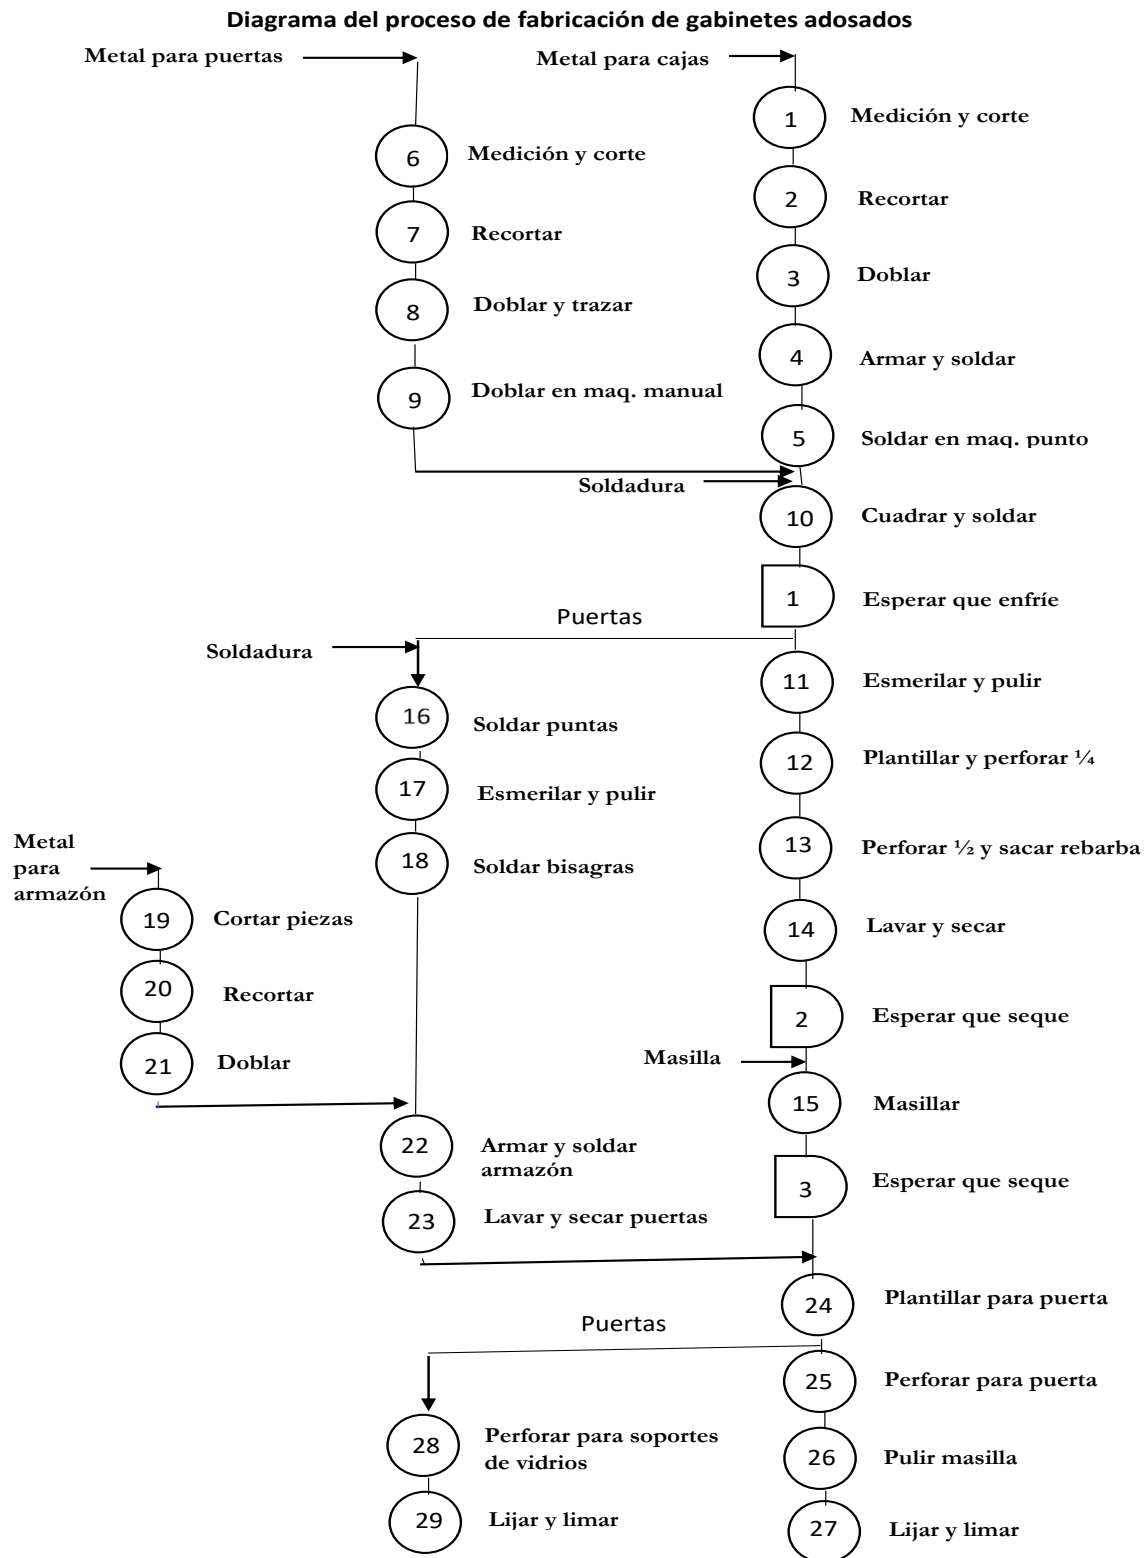 Diagrama del proceso de fabricación de gabinetes adosados
Metal para puertas
Metal para cajas
1
Medición y corte
6
Medición y corte
2
Recortar
7
Recortar
3
Doblar
8
Doblar y trazar
4
Armar y soldar
9
Doblar en maq. manual
5
Soldar en maq. punto
Soldadura
10
Cuadrar y soldar
1
Esperar que enfríe
Puertas
Soldadura
11
Esmerilar y pulir
16
Soldar puntas
12
Plantillar y perforar ¼
17
Esmerilar y pulir
13
Perforar ½ y sacar rebarba
Metal
para
armazón
18
Soldar bisagras
19
Cortar piezas
14
Lavar y secar
20
Recortar
2
Esperar que seque
21
Doblar
Masilla
15
Masillar
22
Armar y soldar
armazón
3
Esperar que seque
23
Lavar y secar puertas
24
Plantillar para puerta
Puertas
25
Perforar para puerta
28
Perforar para soportes
de vidrios
26
Pulir masilla
29
Lijar y limar
27
Lijar y limar